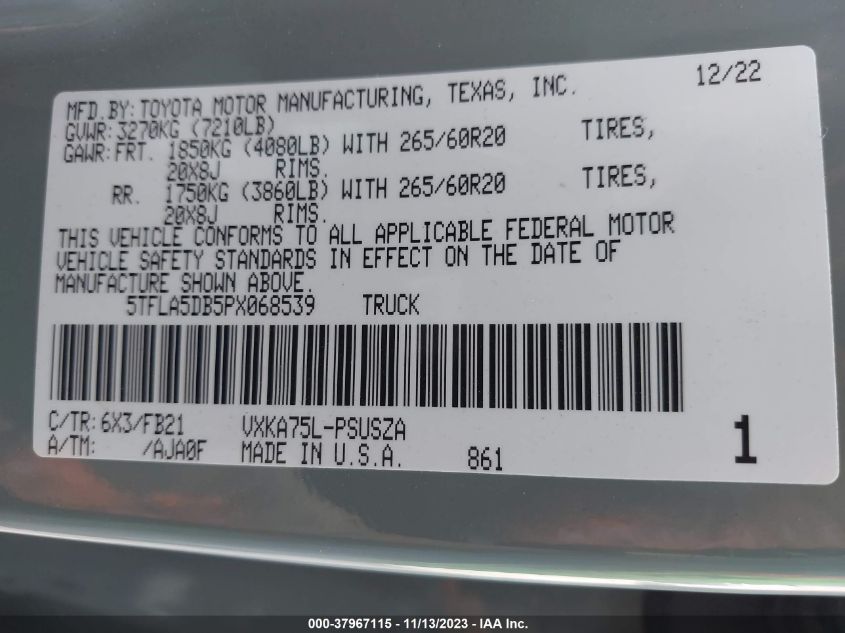 MFD.BY:TOYOTA MOTOR MANUFACTURING, TEXAS, INC. 12/22
GVWR:3270KG (7210LB)
GAWR:FRT. 1850KG (4080LB) WITH 265/60R20 TIRES,
20X8J RIMS.
RR. 1750KG (3860LB) WITH 265/60R20 TIRES,
20X8J RIMS.
THIS VEHICLE CONFORMS TO ALL APPLICABLE FEDERAL MOTOR
VEHICLE SAFETY STANDARDS IN EFFECT ON THE DATE OF
MANUFACTURE SHOWN ABOVE.
5TFLA5DB5PX068539 TRUCK
C/TR:6X3/FB21 VXKA75L-PSUSZA
A/TM: /AJA0F MADE IN U.S.A. 861 1
000-37967115 - 11/13/2023 - IAA Inc.